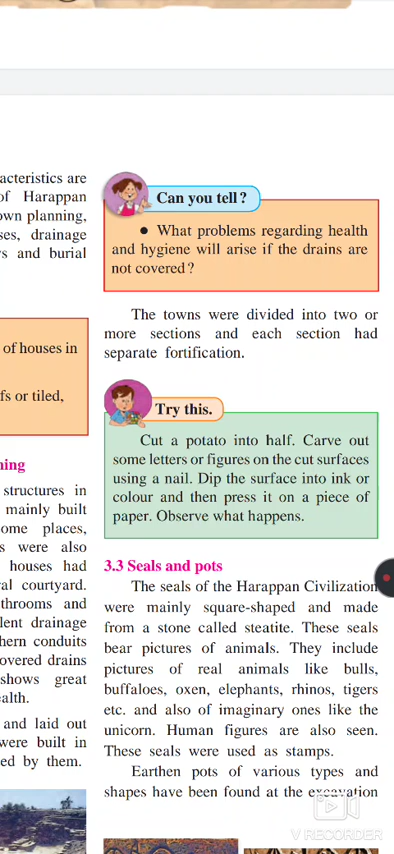 acteristics are
of Harappan
own planning,
ses, drainage
s and burial
of houses in
fs or tiled,
ning
structures in
mainly built
ome places,
s were also
houses had
al courtyard.
throoms and
lent drainage
hern conduits
overed drains
shows great
ealth.
and laid out
were built in
ed by them.
Can you tell?
● What problems regarding health
and hygiene will arise if the drains are
not covered?
The towns were divided into two or
more sections and each section had
separate fortification.
Try this.
Cut a potato into half. Carve out
some letters or figures on the cut surfaces
using a nail. Dip the surface into ink or
colour and then press it on a piece of
paper. Observe what happens.
3.3 Seals and pots
The seals of the Harappan Civilization
were mainly square-shaped and made
from a stone called steatite. These seals
bear pictures of animals. They include
pictures of real animals like bulls,
buffaloes, oxen, elephants, rhinos, tigers
etc. and also of imaginary ones like the
unicorn. Human figures are also seen.
These seals were used as stamps.
Earthen pots of various types and
shapes have been found at the excavation
V RECORDER